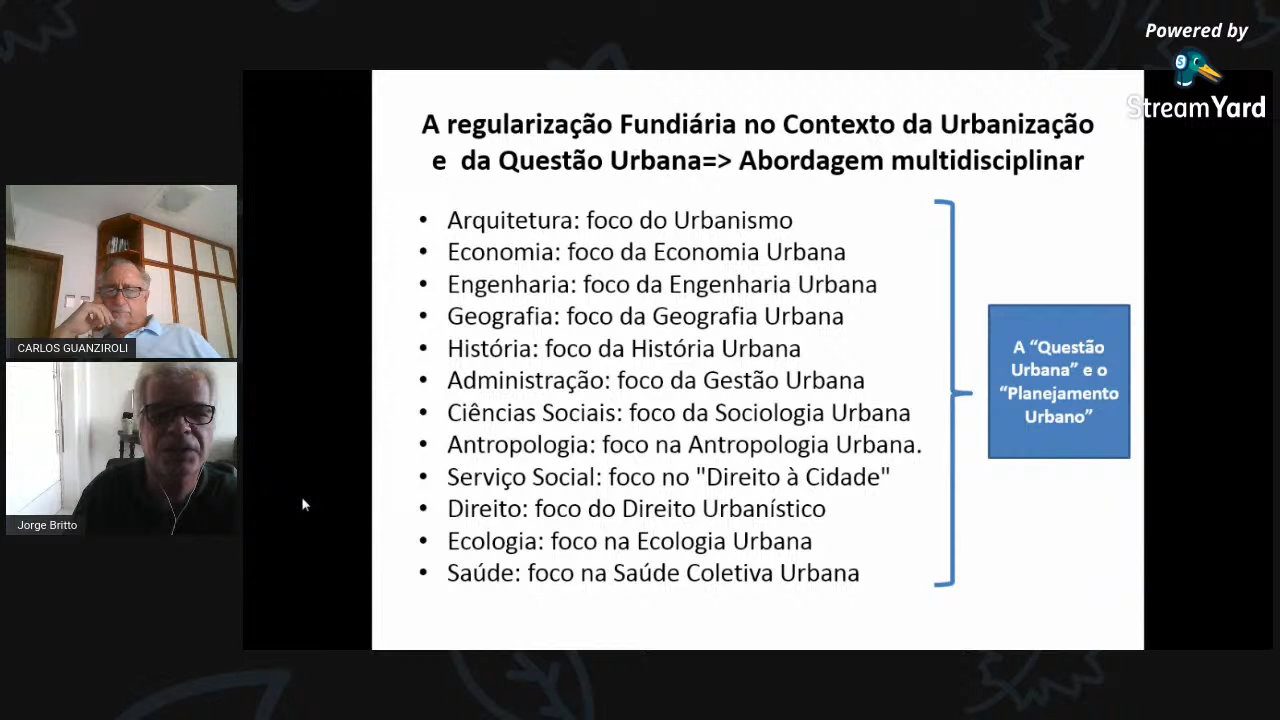 Powered by
StreamYard
A regularização Fundiária no Contexto da Urbanização
e da Questão Urbana=> Abordagem multidisciplinar
• Arquitetura: foco do Urbanismo
• Economia: foco da Economia Urbana
• Engenharia: foco da Engenharia Urbana
• Geografia: foco da Geografia Urbana
• História: foco da História Urbana
• Administração: foco da Gestão Urbana
• Ciências Sociais: foco da Sociologia Urbana
• Antropologia: foco na Antropologia Urbana.
• Serviço Social: foco no "Direito à Cidade"
• Direito: foco do Direito Urbanístico
• Ecologia: foco na Ecologia Urbana
• Saúde: foco na Saúde Coletiva Urbana
A “Questão
Urbana” e o
“Planejamento
Urbano”
CARLOS GUANZIROLI
Jorge Britto